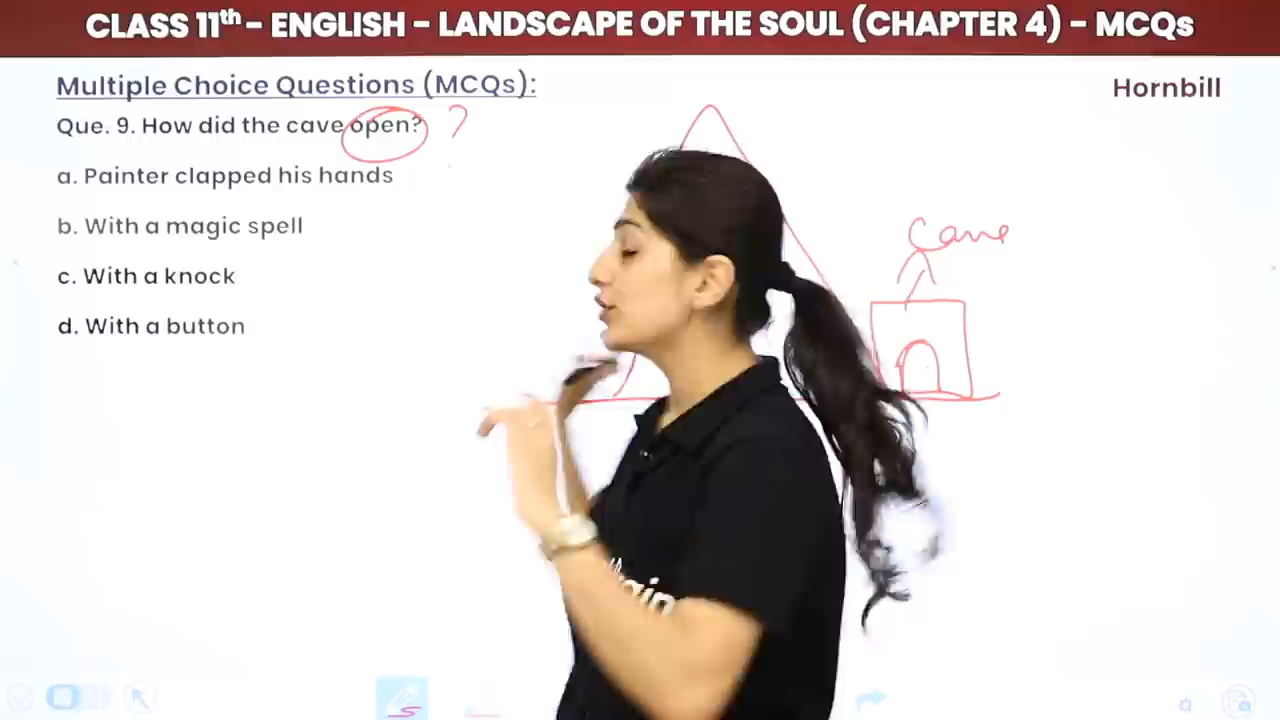 CLASS 11th - ENGLISH - LANDSCAPE OF THE SOUL (CHAPTER 4) - MCQs
Multiple Choice Questions (MCQs):
Hornbill
Que. 9. How did the cave open? ?
a. Painter clapped his hands
b. With a magic spell
Cave
c. With a knock
d. With a button